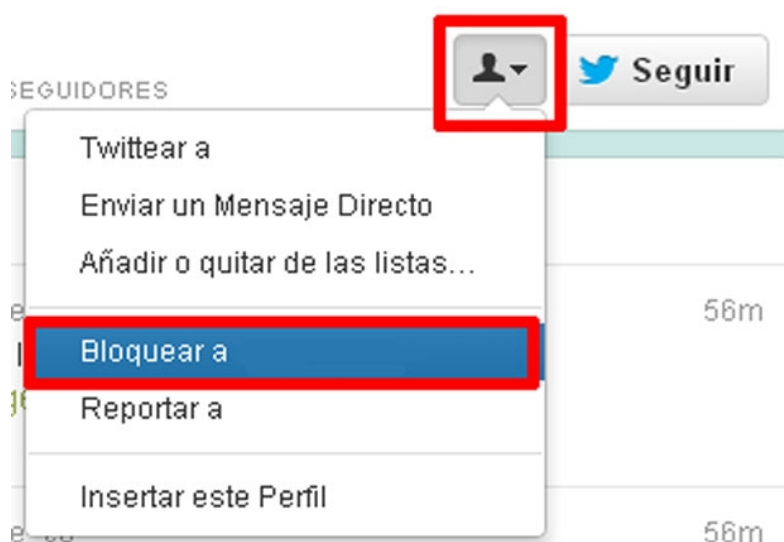 SEGUIDORES
Seguir
Twittear a
Enviar un Mensaje Directo
Añadir o quitar de las listas...
56m
Bloquear a
Reportar a
Insertar este Perfil
56m